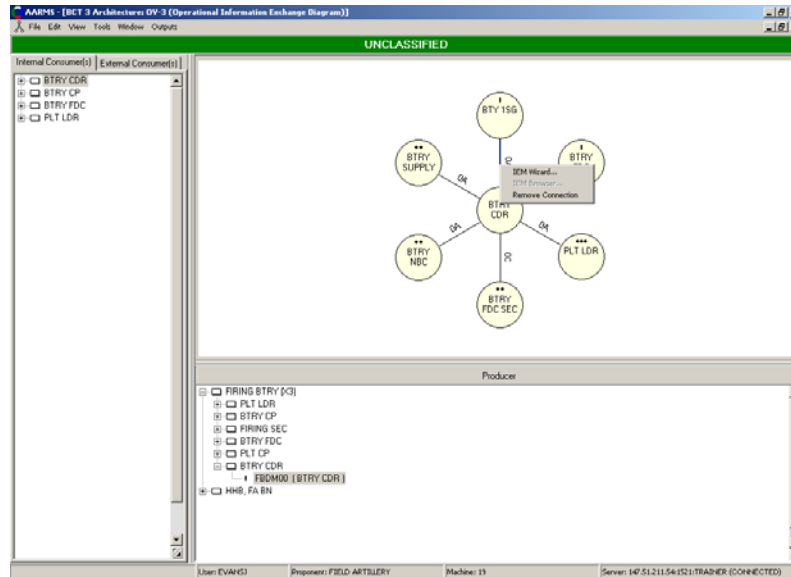 AARMS - [BCT 3 Architecture: OV-3 (Operational Information Exchange Diagram)]
File Edit View Tools Window Outputs
UNCLASSIFIED
Internal Consumer(s) External Consumer(s)
BTRY CDR
BTRY CP
BTRY FDC
PLT LDR
BTY 1SG
BTRY
SUPPLY
BTRY
OA
IEM Wizard...
IEM Browser...
Remove Connection
BTRY
CDR
OA
OA
BTRY
NBC
PLT LDR
BTRY
FDC SEC
Producer
FIRING BTRY (X3)
PLT LDR
BTRY CP
FIRING SEC
BTRY FDC
PLT CP
BTRY CDR
FBDM00 ( BTRY CDR )
HHB, FA BN
User: EVANSJ Proponent: FIELD ARTILLERY Machine: 19 Server: 147.51.211.54:1521:TRAINER (CONNECTED)